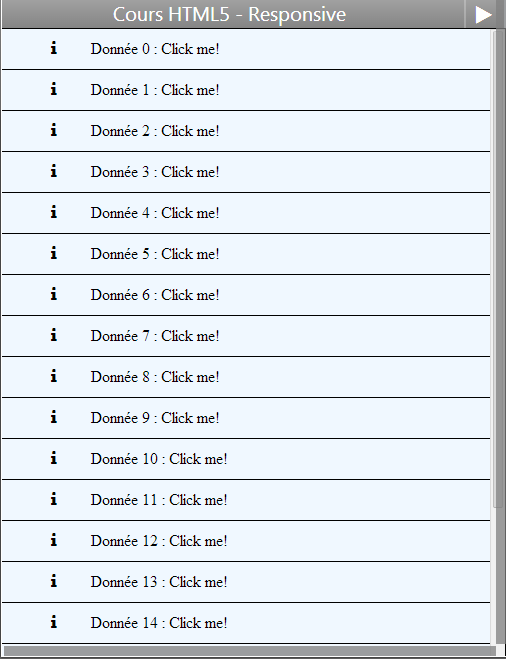 Cours HTML5 - Responsive
Donnée 0 : Click me!
Donnée 1 : Click me!
Donnée 2 : Click me!
Donnée 3 : Click me!
Donnée 4 : Click me!
Donnée 5 : Click me!
Donnée 6 : Click me!
Donnée 7 : Click me!
Donnée 8 : Click me!
Donnée 9 : Click me!
Donnée 10 : Click me!
Donnée 11 : Click me!
Donnée 12 : Click me!
Donnée 13 : Click me!
Donnée 14 : Click me!